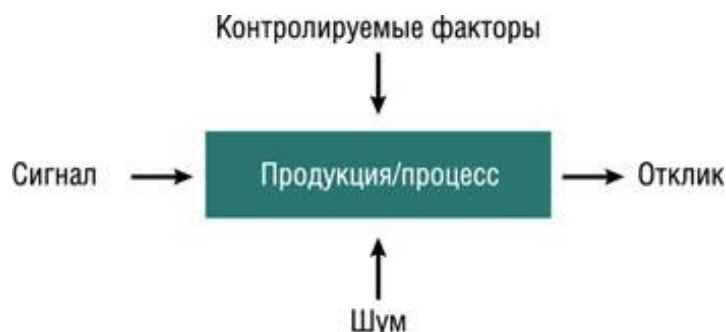 Контролируемые факторы
Сигнал
Продукция/процесс
Отклик
Шум